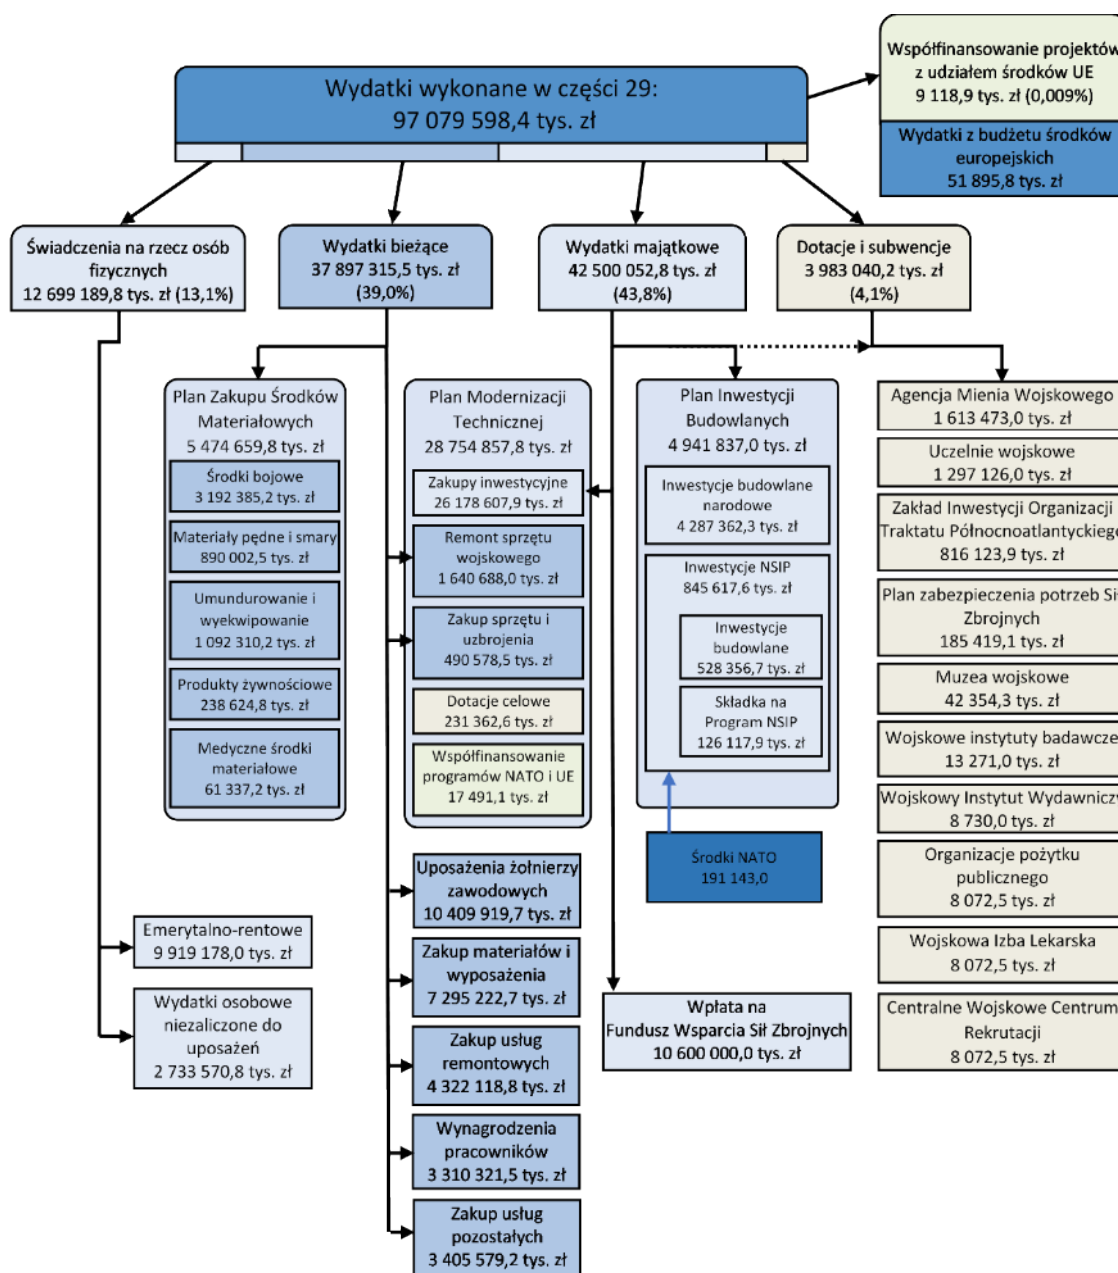 Współfinansowanie projektów
z udziałem środków UE
9 118,9 tys. zł (0,009%)
Wydatki wykonane w części 29:
97 079 598,4 tys. zł
Wydatki z budżetu środków
europejskich
51 895,8 tys. zł
Świadczenia na rzecz osób
fizycznych
12 699 189,8 tys. zł (13,1%)
Wydatki bieżące
37 897 315,5 tys. zł
(39,0%)
Wydatki majątkowe
42 500 052,8 tys. zł
(43,8%)
Dotacje i subwencje
3 983 040,2 tys. zł
(4,1%)
Plan Zakupu Środków
Materiałowych
5 474 659,8 tys. zł
Środki bojowe
3 192 385,2 tys. zł
Materiały pędne i smary
890 002,5 tys. zł
Umundurowanie i
wyekwipowanie
1 092 310,2 tys. zł
Produkty żywnościowe
238 624,8 tys. zł
Medyczne środki
materiałowe
61 337,2 tys. zł
Plan Modernizacji
Technicznej
28 754 857,8 tys. zł
Zakupy inwestycyjne
26 178 607,9 tys. zł
Remont sprzętu
wojskowego
1 640 688,0 tys. zł
Zakup sprzętu i
uzbrojenia
490 578,5 tys. zł
Dotacje celowe
231 362,6 tys. zł
Współfinansowanie
programów NATO i UE
17 491,1 tys. zł
Plan Inwestycji
Budowlanych
4 941 837,0 tys. zł
Inwestycje budowlane
narodowe
4 287 362,3 tys. zł
Inwestycje NSIP
845 617,6 tys. zł
Inwestycje
budowlane
528 356,7 tys. zł
Składka na
Program NSIP
126 117,9 tys. zł
Środki NATO
191 143,0
Agencja Mienia Wojskowego
1 613 473,0 tys. zł
Uczelnie wojskowe
1 297 126,0 tys. zł
Zakład Inwestycji Organizacji
Traktatu Północnoatlantyckiego
816 123,9 tys. zł
Plan zabezpieczenia potrzeb Sił
Zbrojnych
185 419,1 tys. zł
Muzea wojskowe
42 354,3 tys. zł
Wojskowe instytuty badawcze
13 271,0 tys. zł
Wojskowy Instytut Wydawniczy
8 730,0 tys. zł
Organizacje pożytku
publicznego
8 072,5 tys. zł
Wojskowa Izba Lekarska
8 072,5 tys. zł
Centralne Wojskowe Centrum
Rekrutacji
8 072,5 tys. zł
Emerytalno-rentowe
9 919 178,0 tys. zł
Wydatki osobowe
niezaliczone do
uposażeń
2 733 570,8 tys. zł
Uposażenia żołnierzy
zawodowych
10 409 919,7 tys. zł
Zakup materiałów i
wyposażenia
7 295 222,7 tys. zł
Zakup usług
remontowych
4 322 118,8 tys. zł
Wynagrodzenia
pracowników
3 310 321,5 tys. zł
Zakup usług
pozostałych
3 405 579,2 tys. zł
Wpłata na
Fundusz Wsparcia Sił Zbrojnych
10 600 000,0 tys. zł